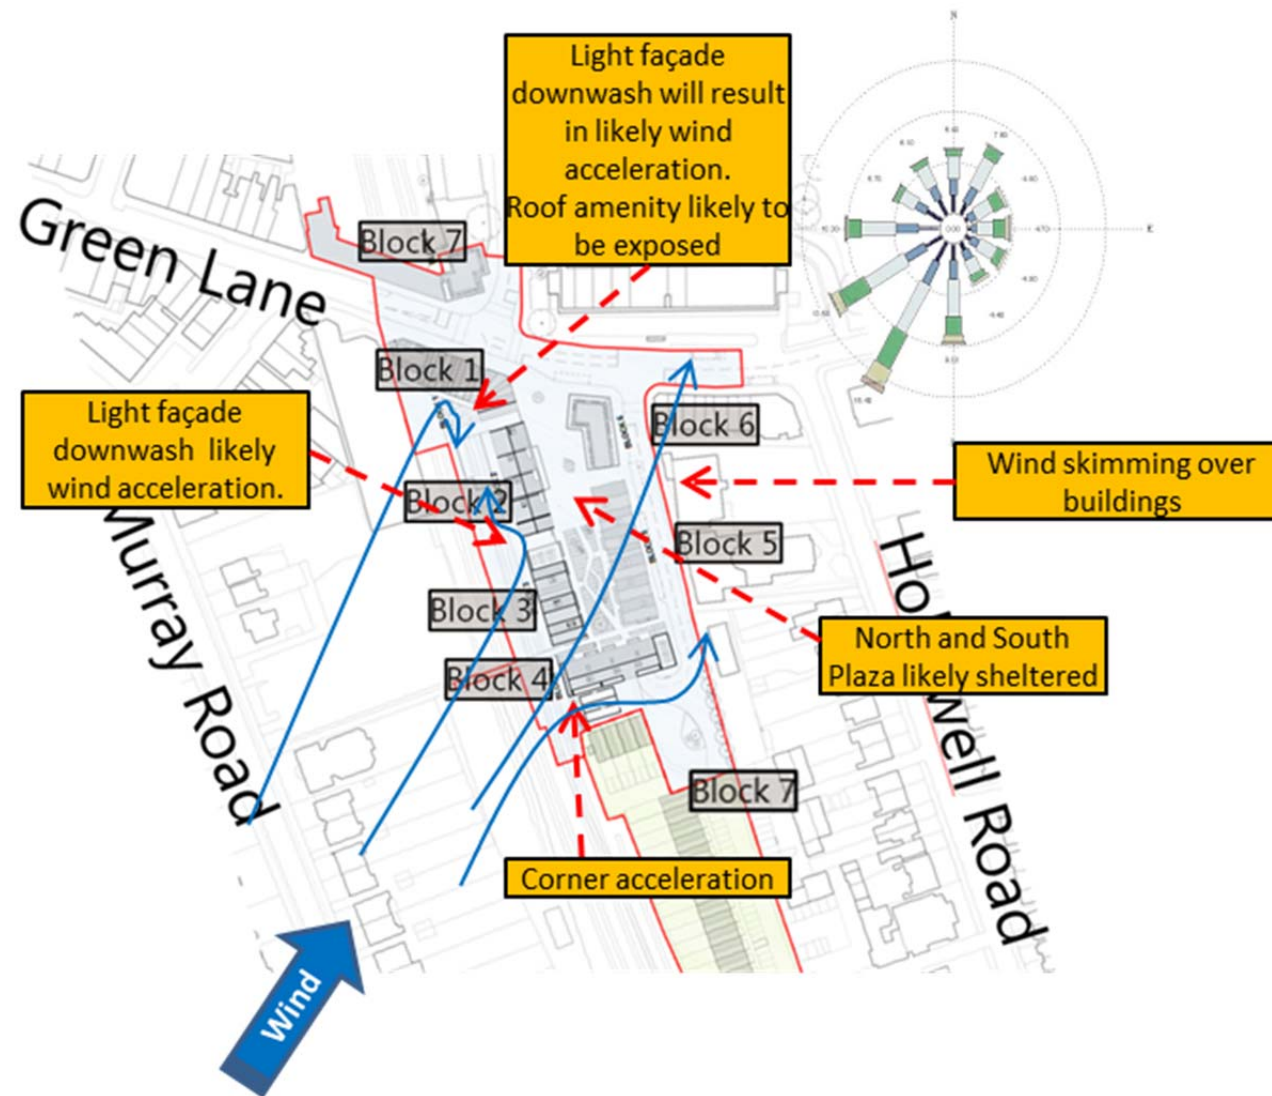 N
Light façade
downwash will result
in likely wind
acceleration.
Roof amenity likely to
be exposed
E
Green Lane
Block 7
Block 1
Light façade
downwash likely
wind acceleration.
Block 6
Wind skimming over
buildings
Block 2
Block 5
Murray Road
Block 3
North and South
Plaza likely sheltered
Block 4
Block 7
Corner acceleration
Road
Wind